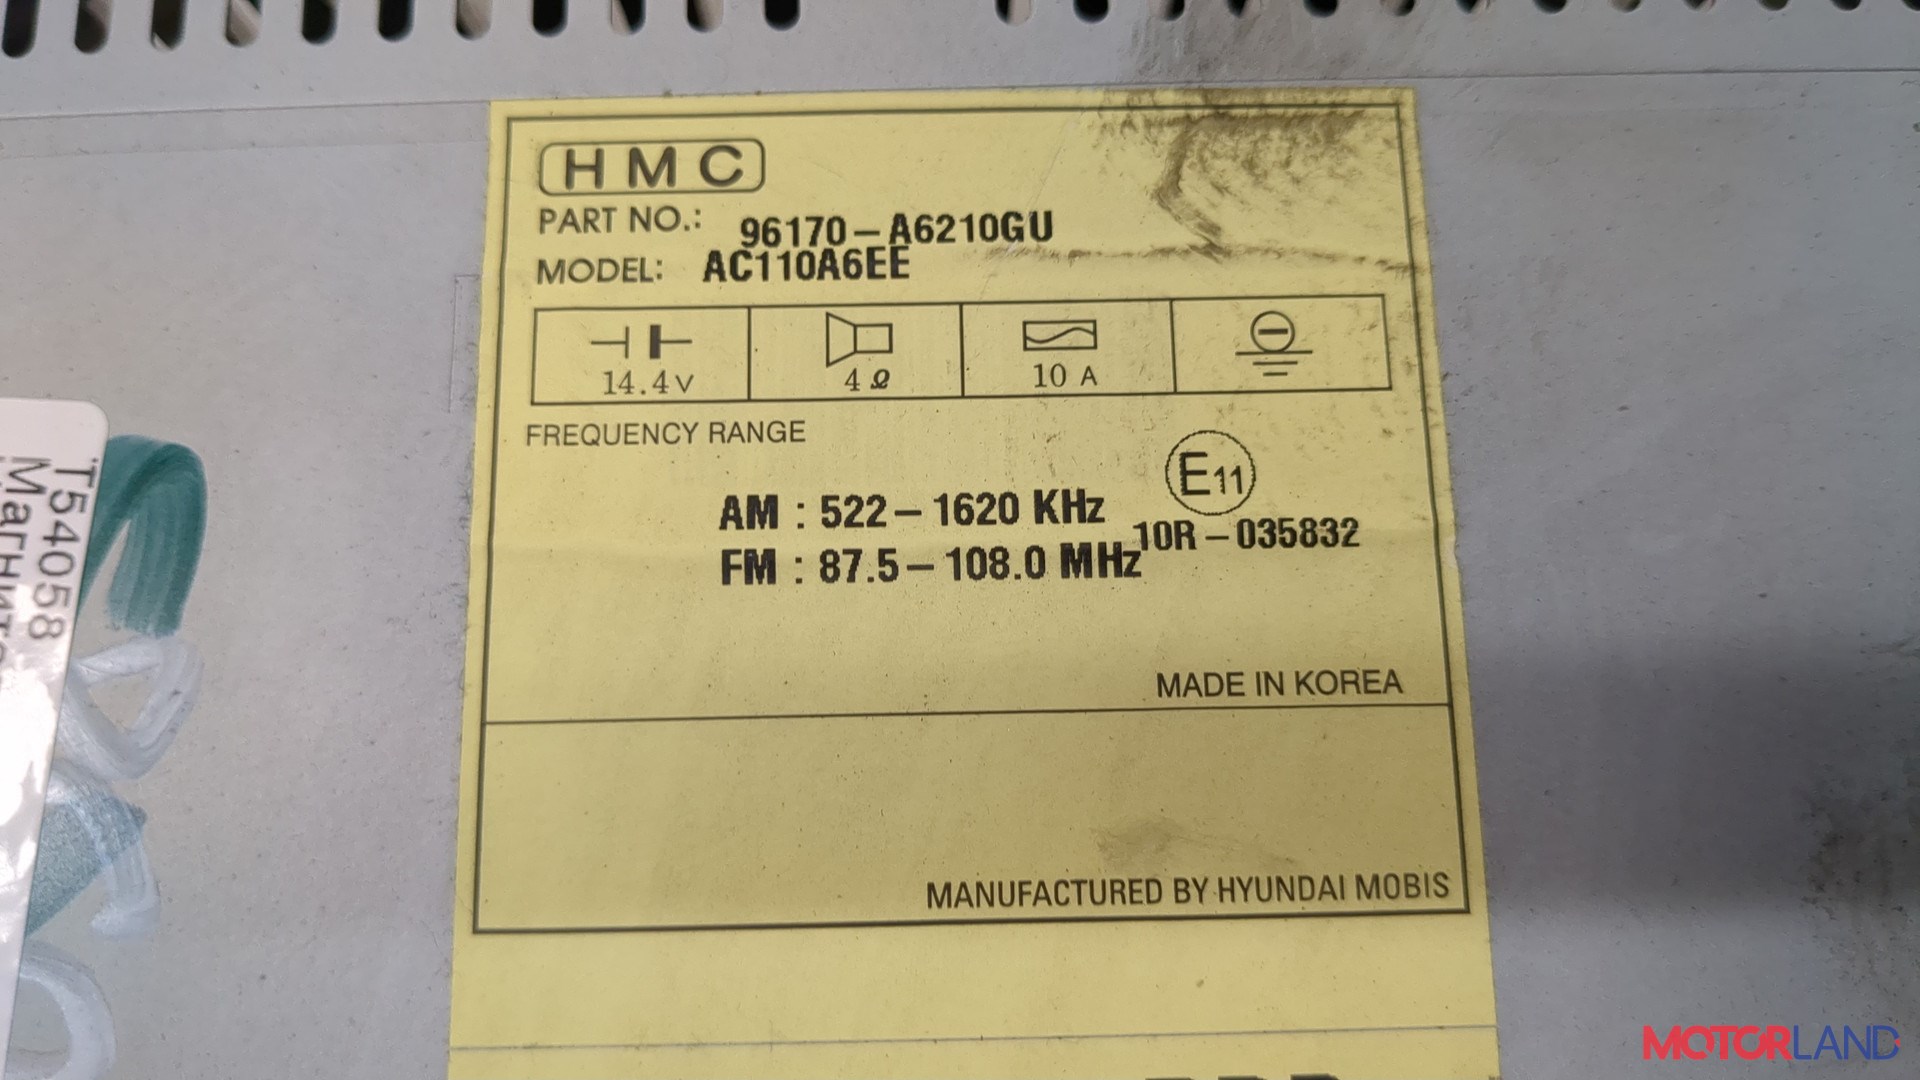 HMC
PART NO.: 96170-A6210GU
MODEL: AC110A6EE
14.4V 4Ω 10 A
FREQUENCY RANGE
E11
AM : 522-1620 KHz
10R-035832
FM : 87.5-108.0 MHz
MADE IN KOREA
MANUFACTURED BY HYUNDAI MOBIS
T54058
MOTORLAND